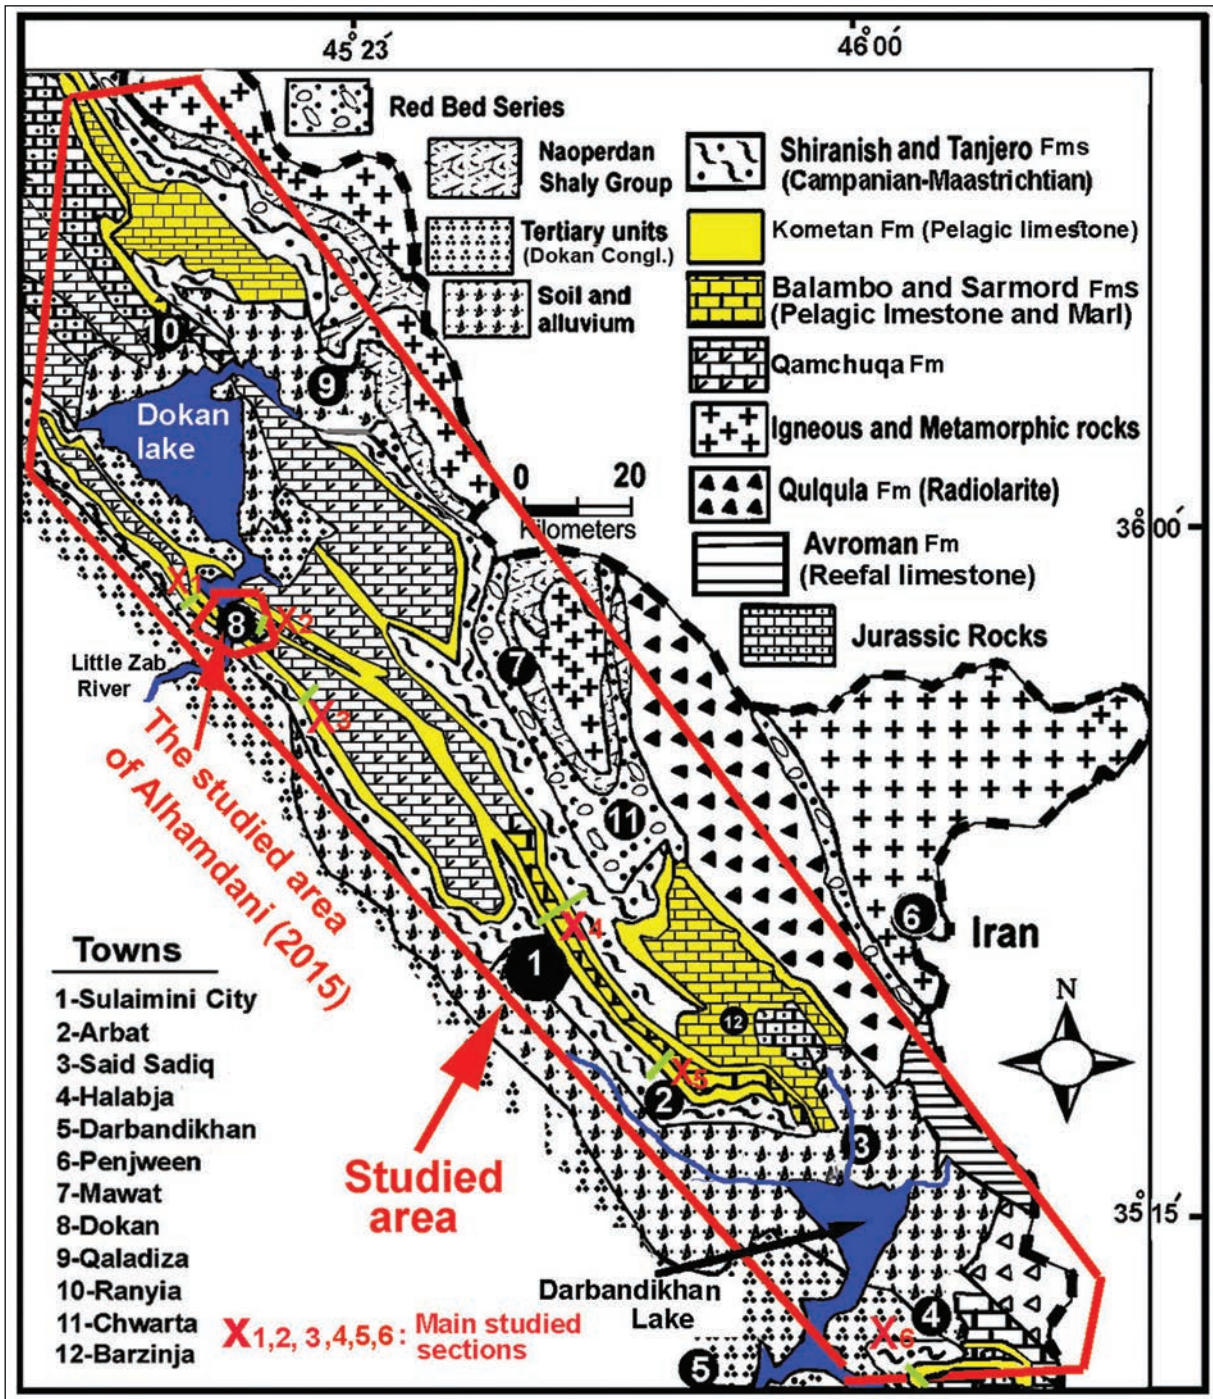 45°23′
46°00′
Red Bed Series
Naoperdan
Shaly Group
Shiranish and Tanjero Fms
(Campanian-Maastrichtian)
Tertiary units
(Dokan Congl.)
Kometan Fm (Pelagic limestone)
Soil and
alluvium
Balambo and Sarmord Fms
(Pelagic lmestone and Marl)
Qamchuqa Fm
Igneous and Metamorphic rocks
Qulqula Fm (Radiolarite)
Avroman Fm
(Reefal limestone)
Jurassic Rocks
10
9
Dokan
lake
0 20
Kilometers
36°00′
X1
8
X2
7
Little Zab
River
X3
The studied area
of Alhamdani (2015)
11
6
Iran
X4
1
12
N
X5
2
3
Studied
area
35°15′
Darbandikhan
Lake
4
X6
5
Towns
1-Sulaimini City
2-Arbat
3-Said Sadiq
4-Halabja
5-Darbandikhan
6-Penjween
7-Mawat
8-Dokan
9-Qaladiza
10-Ranyia
11-Chwarta
12-Barzinja
X1,2, 3,4,5,6 : Main studied
sections